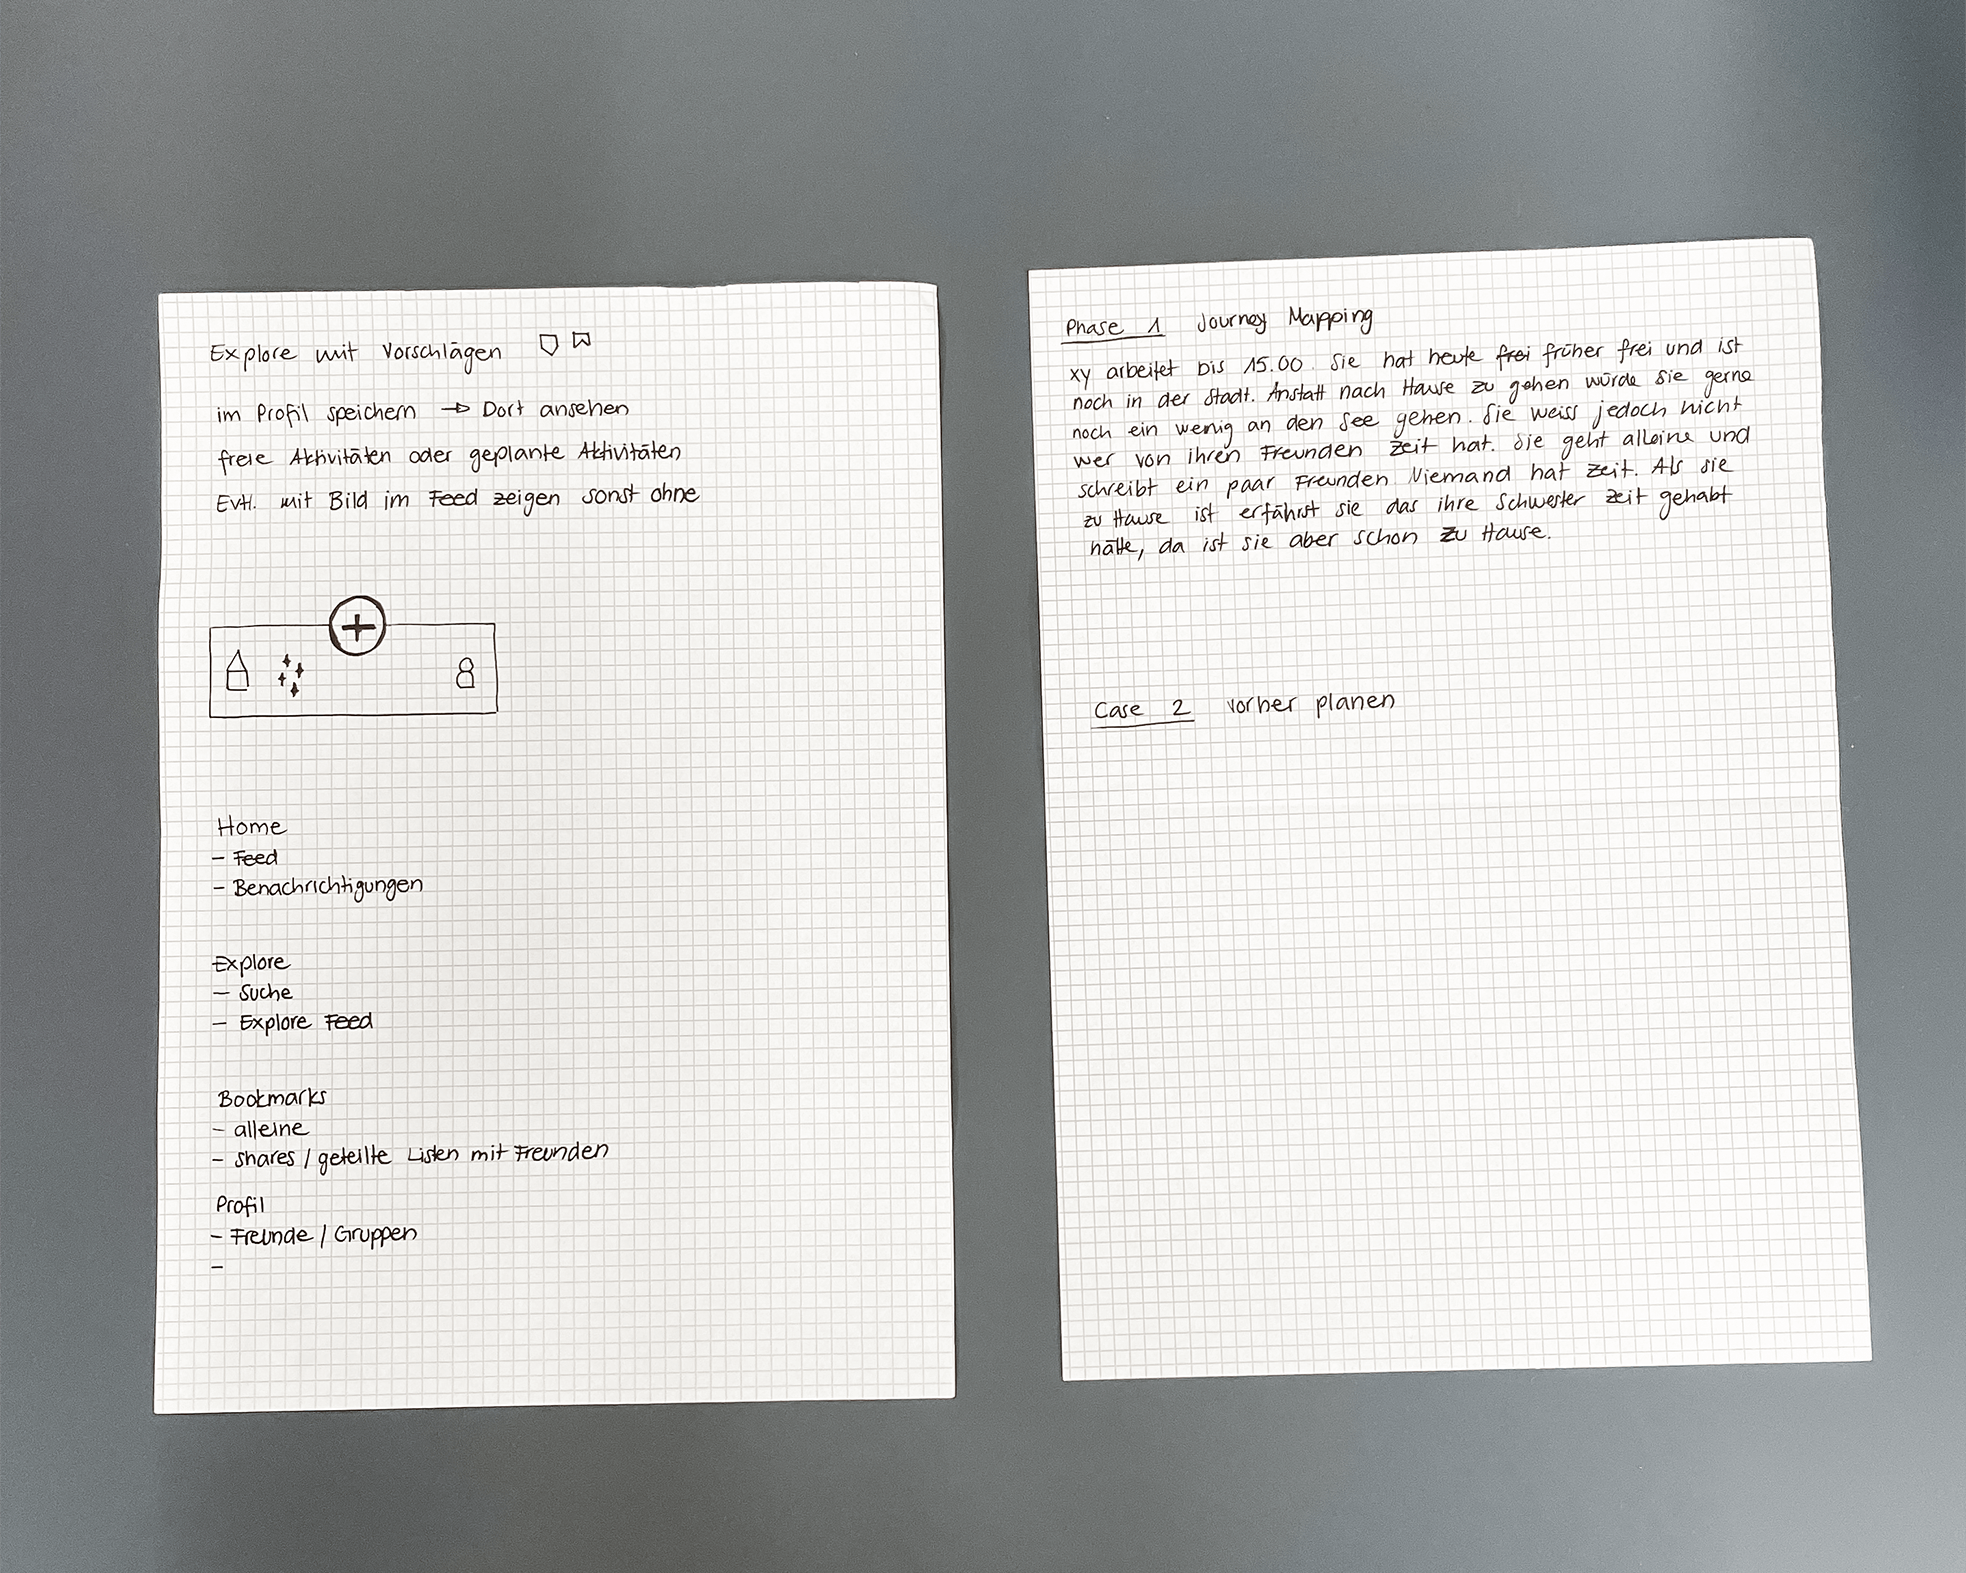 Explore mit Vorschlägen
im Profil speichern → Dort ansehen
freie Aktivitäten oder geplante Aktivitäten
Evtl. mit Bild im Feed zeigen sonst ohne
+
Home
- Feed
- Benachrichtigungen
Explore
- Suche
- Explore Feed
Bookmarks
- alleine
- shares / geteilte Listen mit Freunden
Profil
- Freunde / Gruppen
-
Phase 1 Journey Mapping
xy arbeitet bis 15.00. Sie hat heute frei früher frei und ist
noch in der Stadt. Anstatt nach Hause zu gehen würde sie gerne
noch ein wenig an den See gehen. Sie weiss jedoch nicht
wer von ihren Freunden zeit hat. Sie geht alleine und
schreibt ein paar Freunden Niemand hat zeit. Als sie
zu Hause ist erfährt sie das ihre Schwester zeit gehabt
hätte, da ist sie aber schon zu Hause.
Case 2 vorher planen